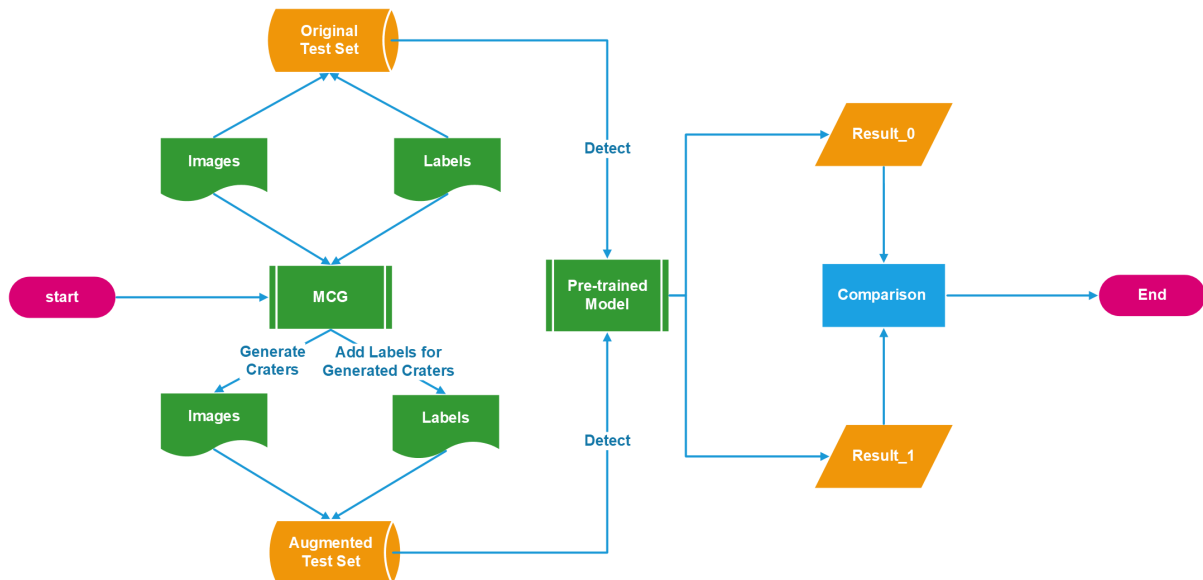 Original
Test Set
Images
Labels
Detect
Result_0
start
MCG
Pre-trained
Model
Comparison
End
Generate
Craters
Add Labels for
Generated Craters
Images
Labels
Detect
Result_1
Augmented
Test Set